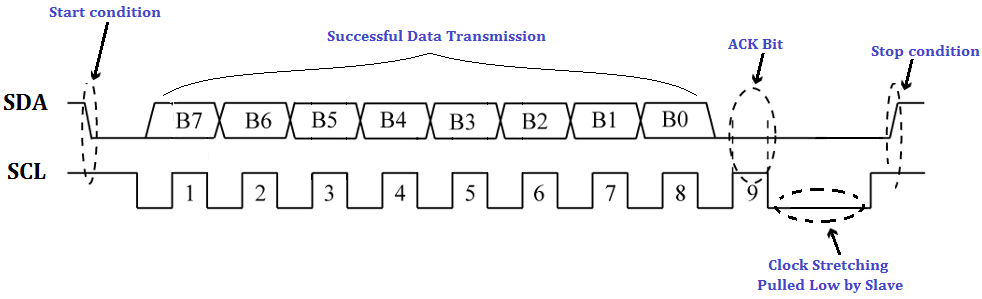 Start condition
Successful Data Transmission
ACK Bit
Stop condition
SDA
B7 B6 B5 B4 B3 B2 B1 B0
SCL
1 2 3 4 5 6 7 8 9
Clock Stretching
Pulled Low by Slave